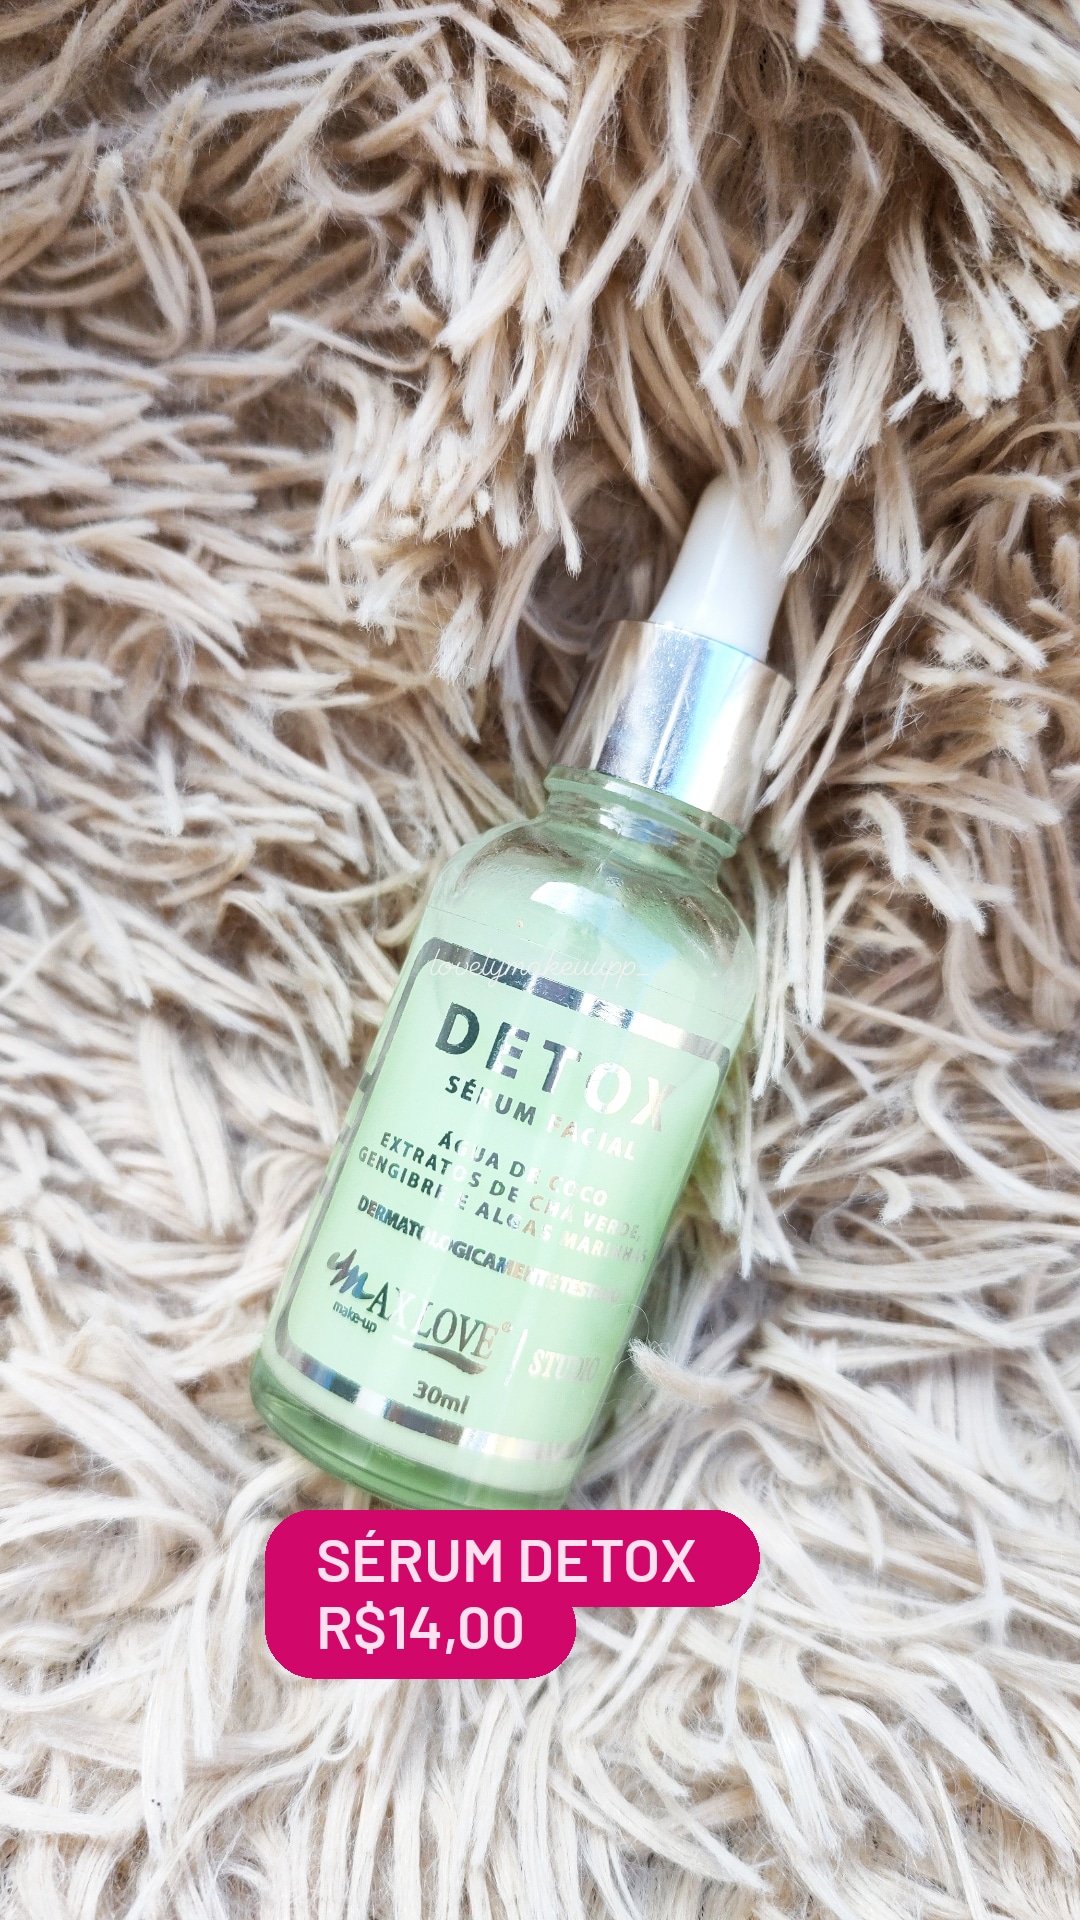 lovelymakeuupp_
DETOX
SÉRUM FACIAL
ÁGUA DE COCO
EXTRATOS DE CHÁ VERDE,
GENGIBRE E ALGAS MARINHAS
DERMATOLOGICAMENTE TESTADO
MAXLOVE®
make-up
STUDIO
30ml
SÉRUM DETOX
R$14,00